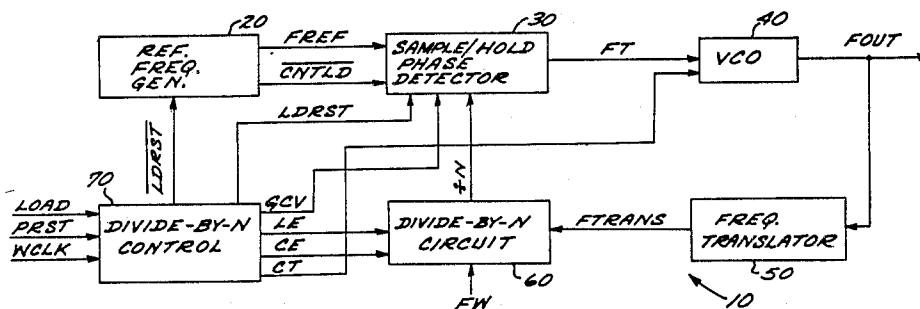 20
30
40
REF.
FREQ.
GEN.
FREF
CNTLD
SAMPLE/HOLD
PHASE
DETECTOR
FT
VCO
FOUT
LDRST
LDRST
÷N
70
LOAD
PRST
WCLK
DIVIDE-BY-N
CONTROL
GCV
LE
CE
CT
DIVIDE-BY-N
CIRCUIT
FTRANS
FREQ.
TRANSLATOR
60
50
10
FW